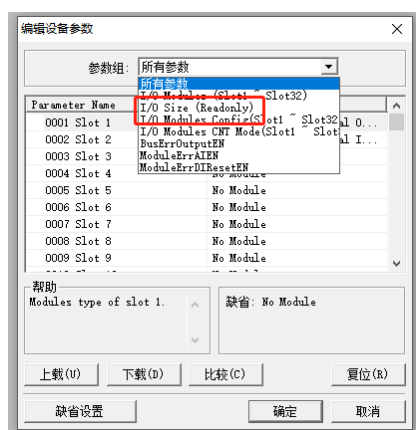 编辑设备参数
参数组: 所有参数
所有参数
I/O Modules (Slot1 ~ Slot32)
I/O Size (Readonly)
I/O Modules Config(Slot1 ~ Slot32
I/O Modules CNT Mode(Slot1 ~ Slot
BusErrOutputEN
ModuleErrAIEN
ModuleErrDIResetEN
Parameter Name
0001 Slot 1 al O...
0002 Slot 2 al I...
0003 Slot 3
0004 Slot 4 No Module
0005 Slot 5 No Module
0006 Slot 6 No Module
0007 Slot 7 No Module
0008 Slot 8 No Module
0009 Slot 9 No Module
帮助
Modules type of slot 1.
缺省: No Module
上载(U) 下载(D) 比较(C) 复位(R)
缺省设置 确定 取消